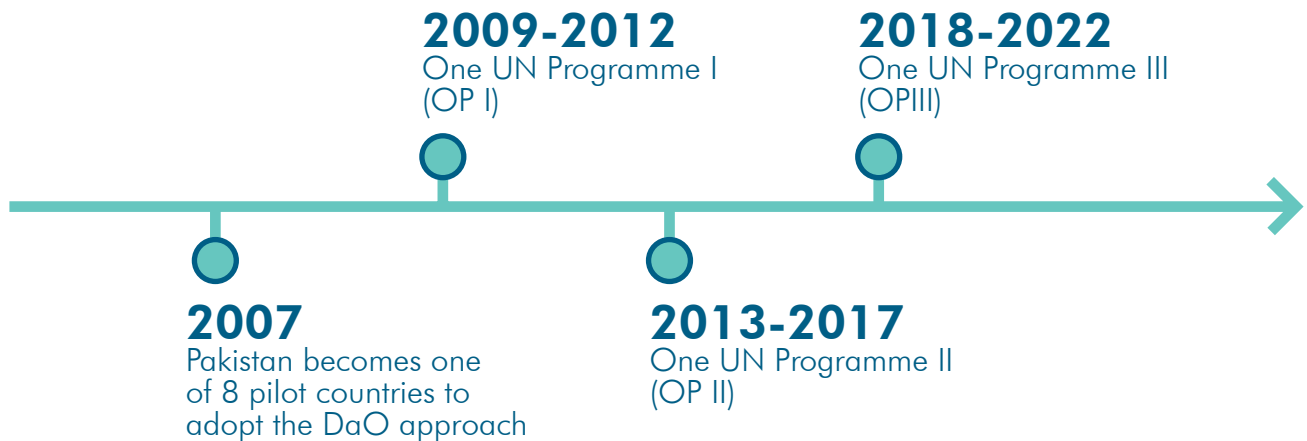 2009-2012
One UN Programme I
(OP I)
2018-2022
One UN Programme III
(OPIII)
2007
Pakistan becomes one
of 8 pilot countries to
adopt the DaO approach
2013-2017
One UN Programme II
(OP II)